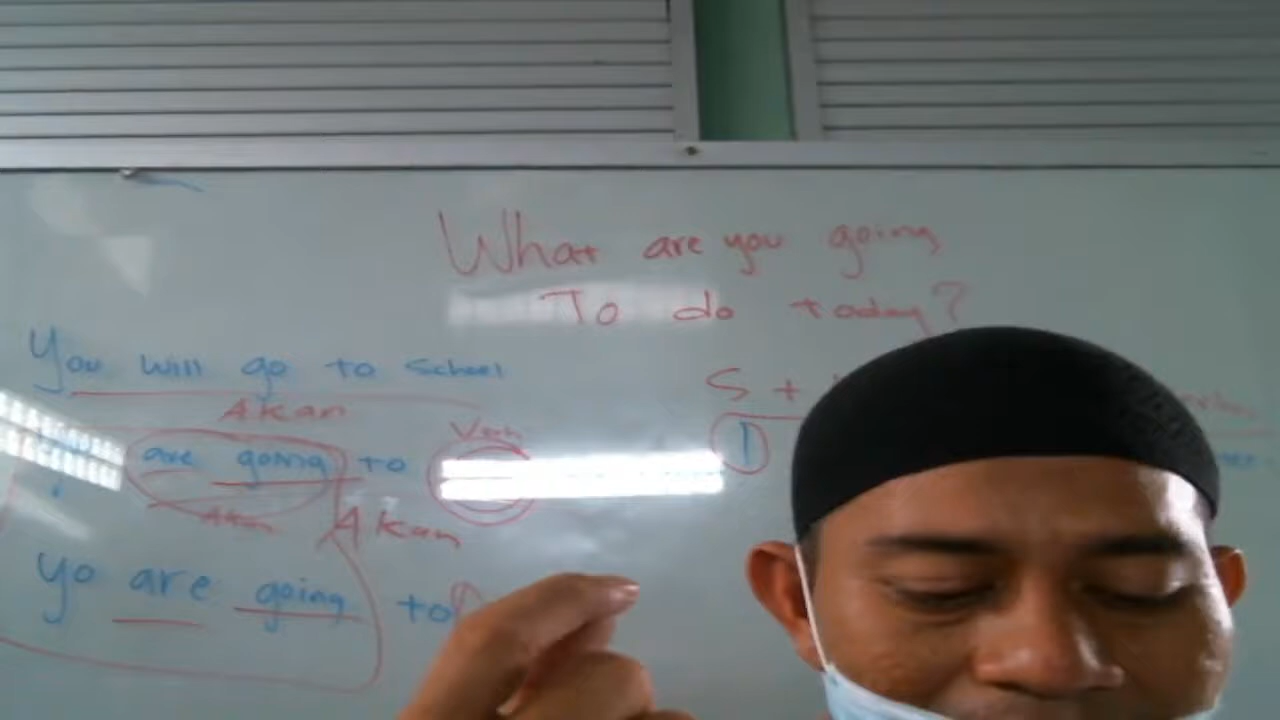 What are you going
To do today?
You will go to School
Akan
S +
are going to
Verb
1
Akan
Akan
yo are going to